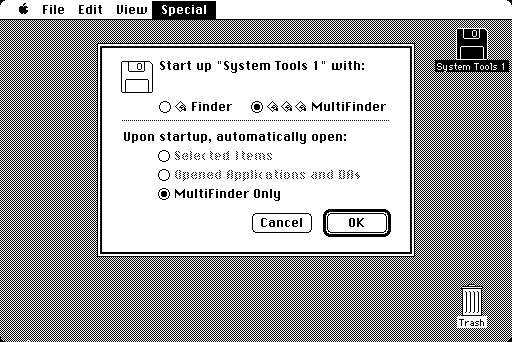 File Edit View Special
Start up "System Tools 1" with:
Finder MultiFinder
Upon startup, automatically open:
Selected Items
Opened Applications and DAs
MultiFinder Only
Cancel OK
System Tools 1
Trash